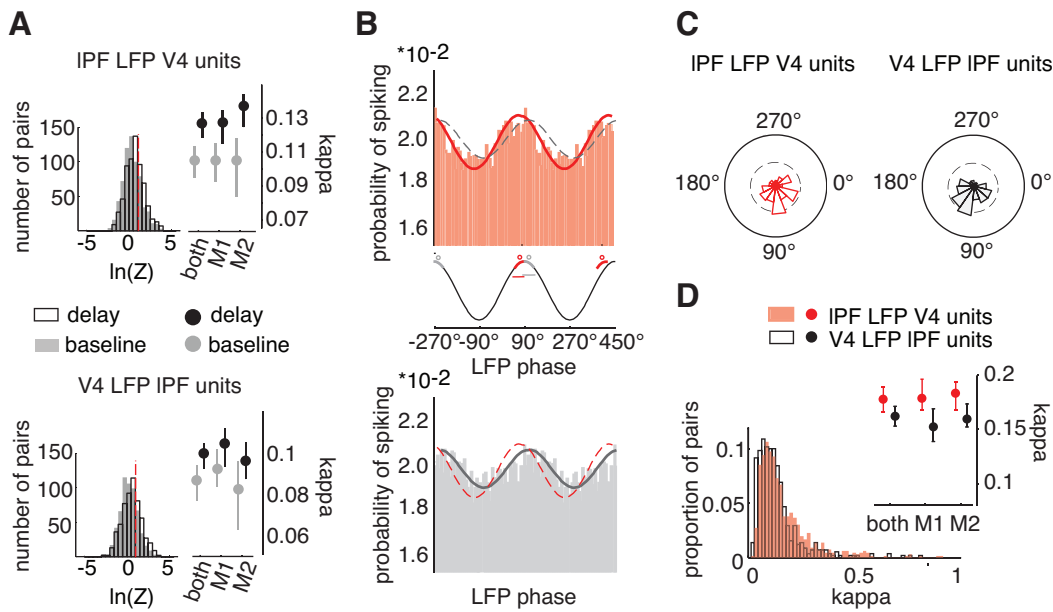 A
lPF LFP V4 units
number of pairs
150
100
50
-5
0
5
ln(Z)
both
M1
M2
0.13
0.11
0.09
0.07
kappa
delay
baseline
delay
baseline
V4 LFP lPF units
number of pairs
150
100
50
-5
0
5
ln(Z)
both
M1
M2
0.1
0.08
0.06
kappa
B
*10-2
probability of spiking
2.2
2.0
1.8
1.6
-270°
-90°
90°
270°
450°
LFP phase
*10-2
probability of spiking
2.2
2.0
1.8
1.6
LFP phase
C
lPF LFP V4 units
270°
180°
0°
90°
V4 LFP lPF units
270°
180°
0°
90°
D
lPF LFP V4 units
V4 LFP lPF units
proportion of pairs
0.1
0.05
0
0
0.5
1
kappa
0.2
0.15
0.1
kappa
both
M1
M2